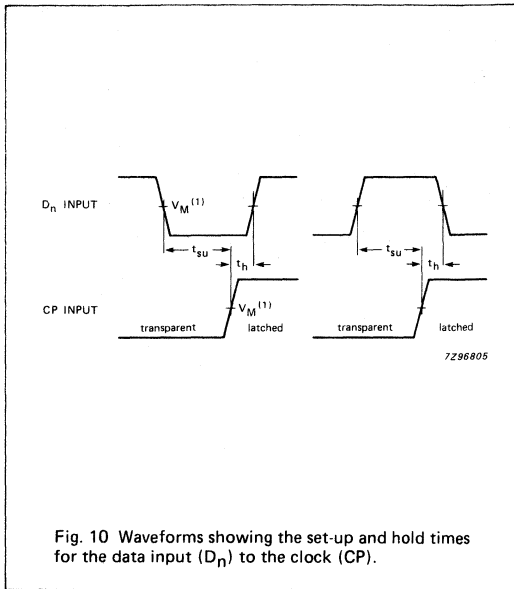 Dn INPUT
VM(1)
tsu
th
tsu
th
CP INPUT
VM(1)
transparent
latched
transparent
latched
7Z96805
Fig. 10 Waveforms showing the set-up and hold times
for the data input (Dn) to the clock (CP).